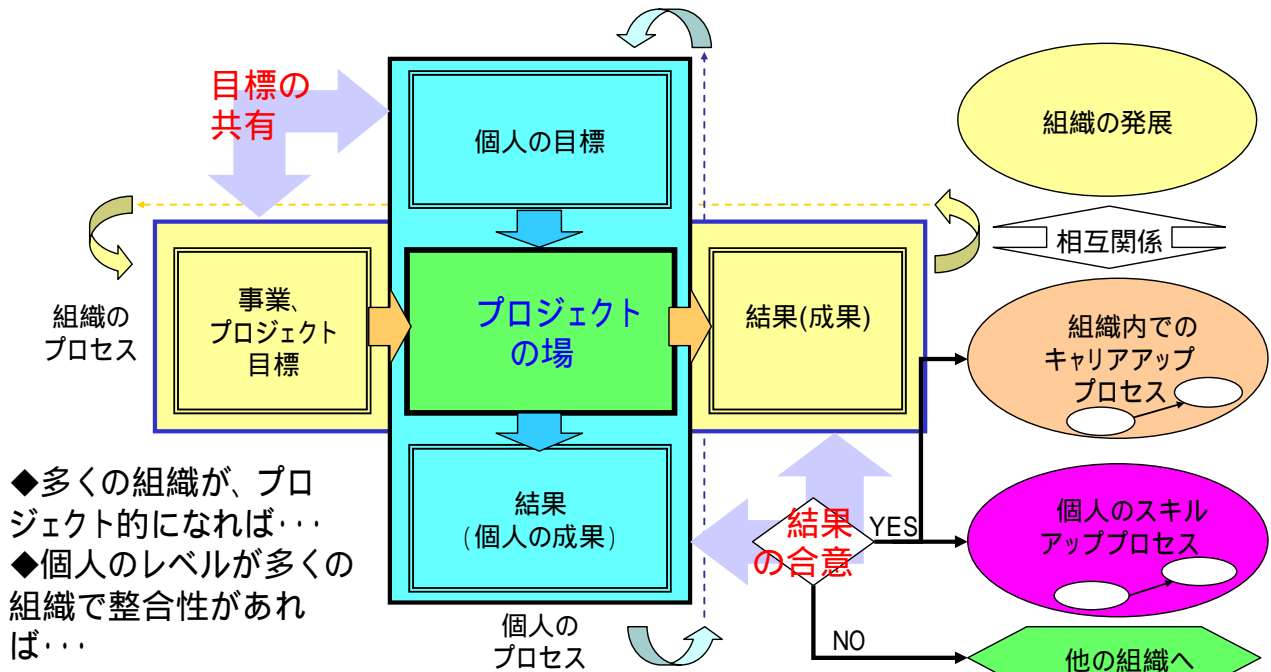 目標の
共有
個人の目標
組織の発展
相互関係
組織の
プロセス
事業、
プロジェクト
目標
プロジェクト
の場
結果(成果)
組織内での
キャリアアップ
プロセス
◆多くの組織が、プロ
ジェクト的になれば･･･
◆個人のレベルが多くの
組織で整合性があれ
ば･･･
結果
(個人の成果)
結果
の合意
YES
個人のスキル
アッププロセス
NO
個人の
プロセス
他の組織へ